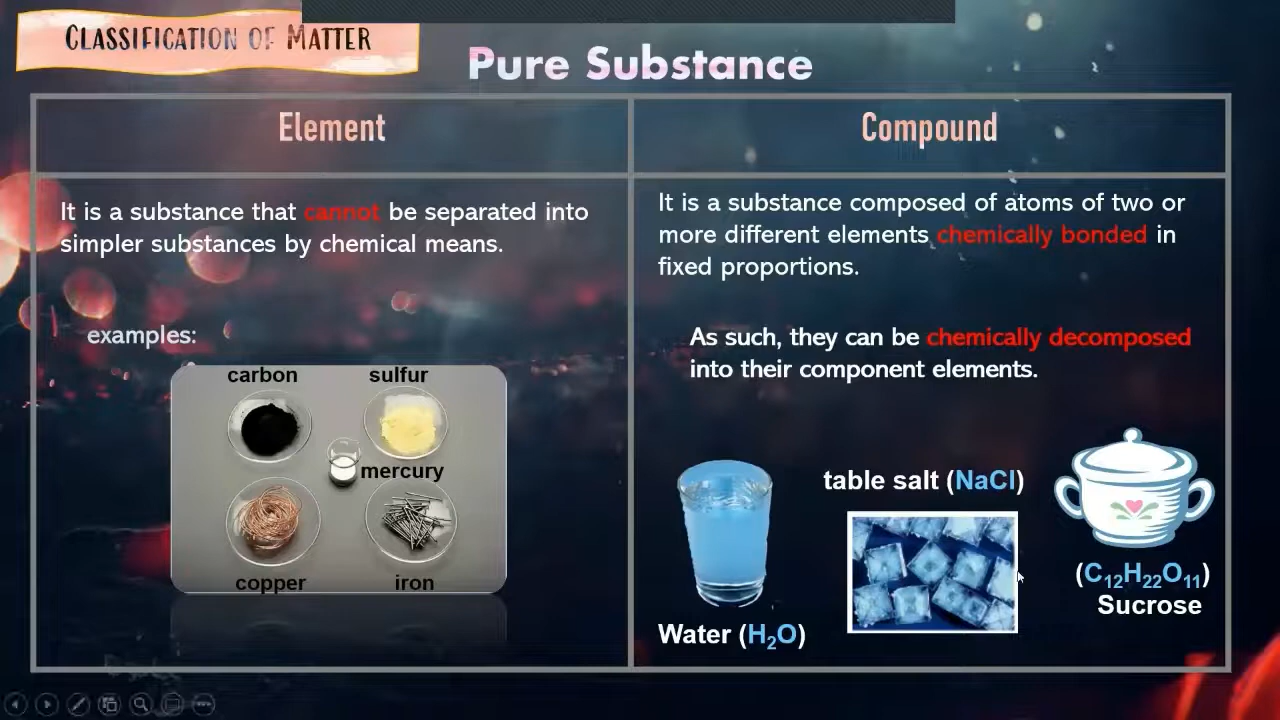 CLASSIFICATION OF MATTER
Pure Substance
Element
Compound
It is a substance that cannot be separated into
simpler substances by chemical means.
examples:
carbon
sulfur
mercury
copper
iron
It is a substance composed of atoms of two or
more different elements chemically bonded in
fixed proportions.
As such, they can be chemically decomposed
into their component elements.
Water (H₂O)
table salt (NaCl)
(C₁₂H₂₂O₁₁)
Sucrose